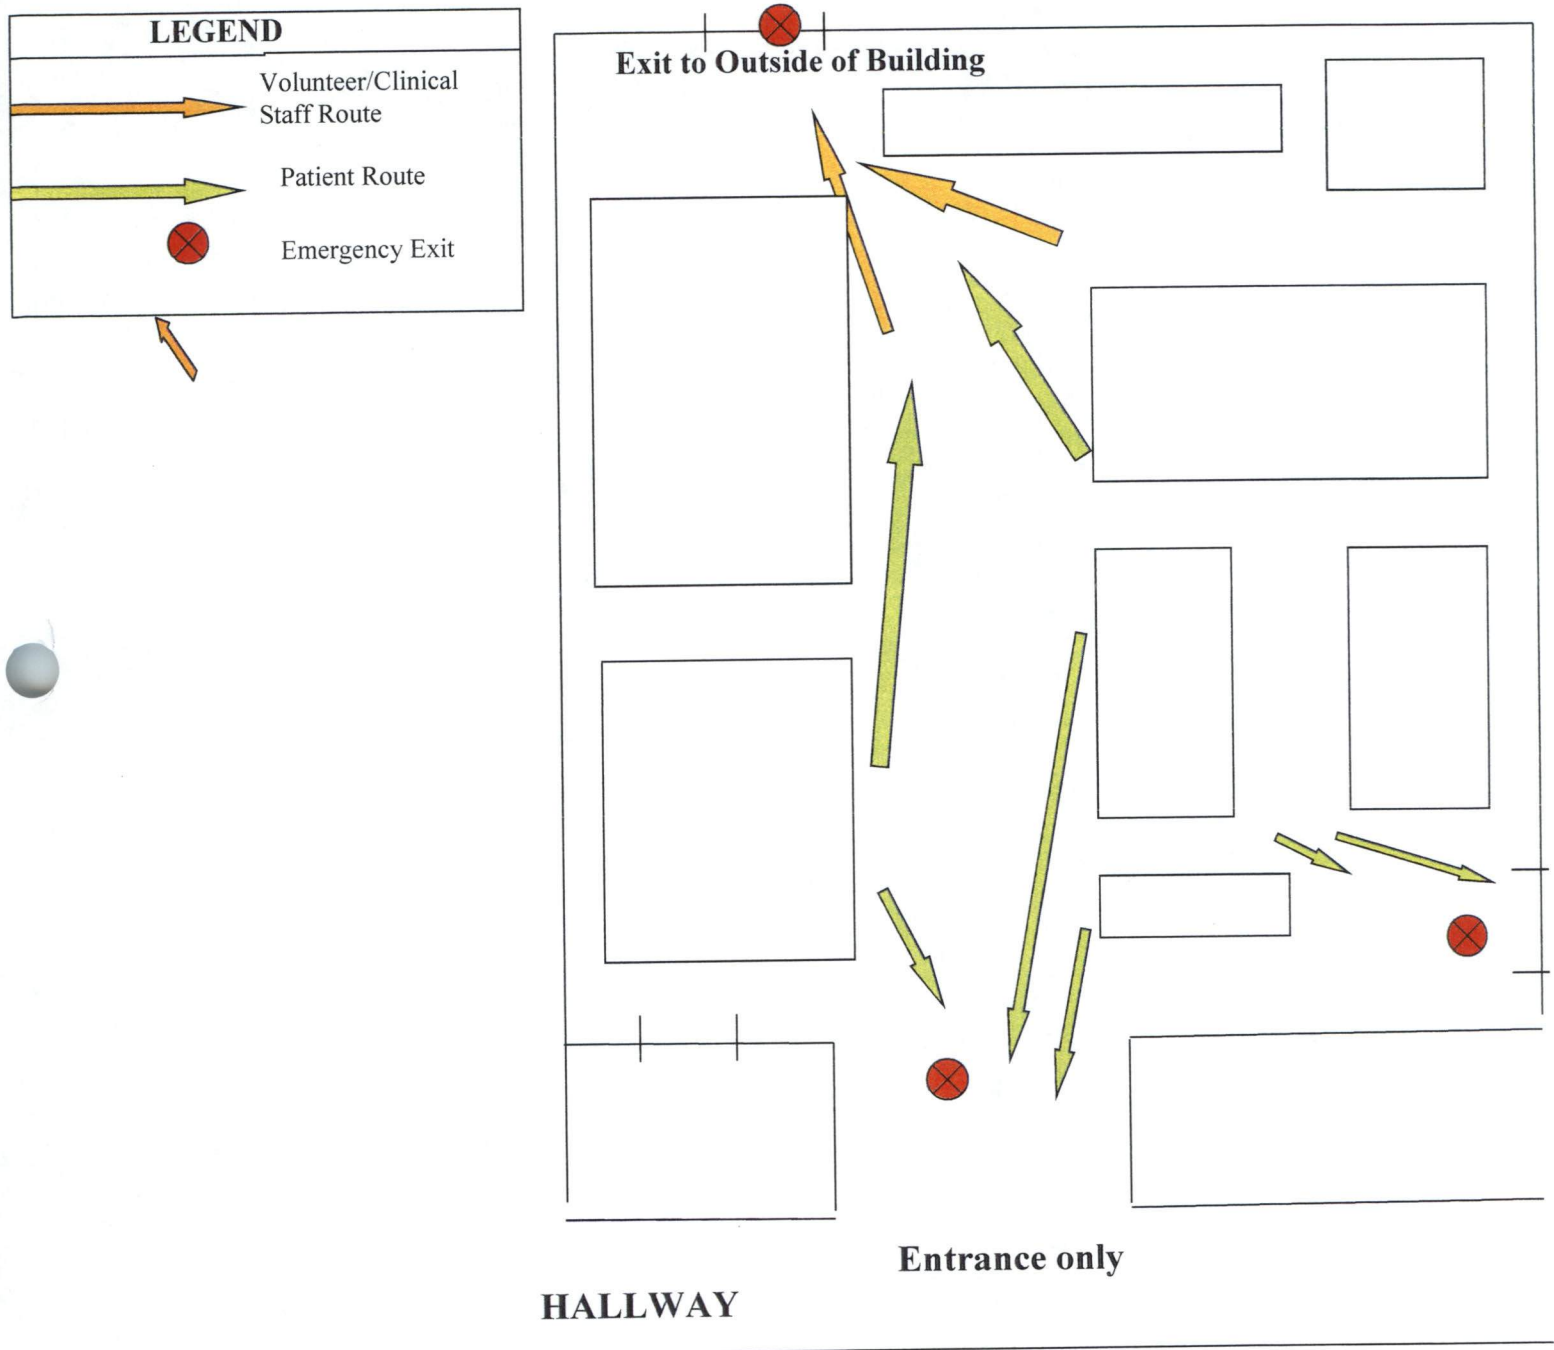 LEGEND
Volunteer/Clinical
Staff Route
Patient Route
Emergency Exit
Exit to Outside of Building
Entrance only
HALLWAY